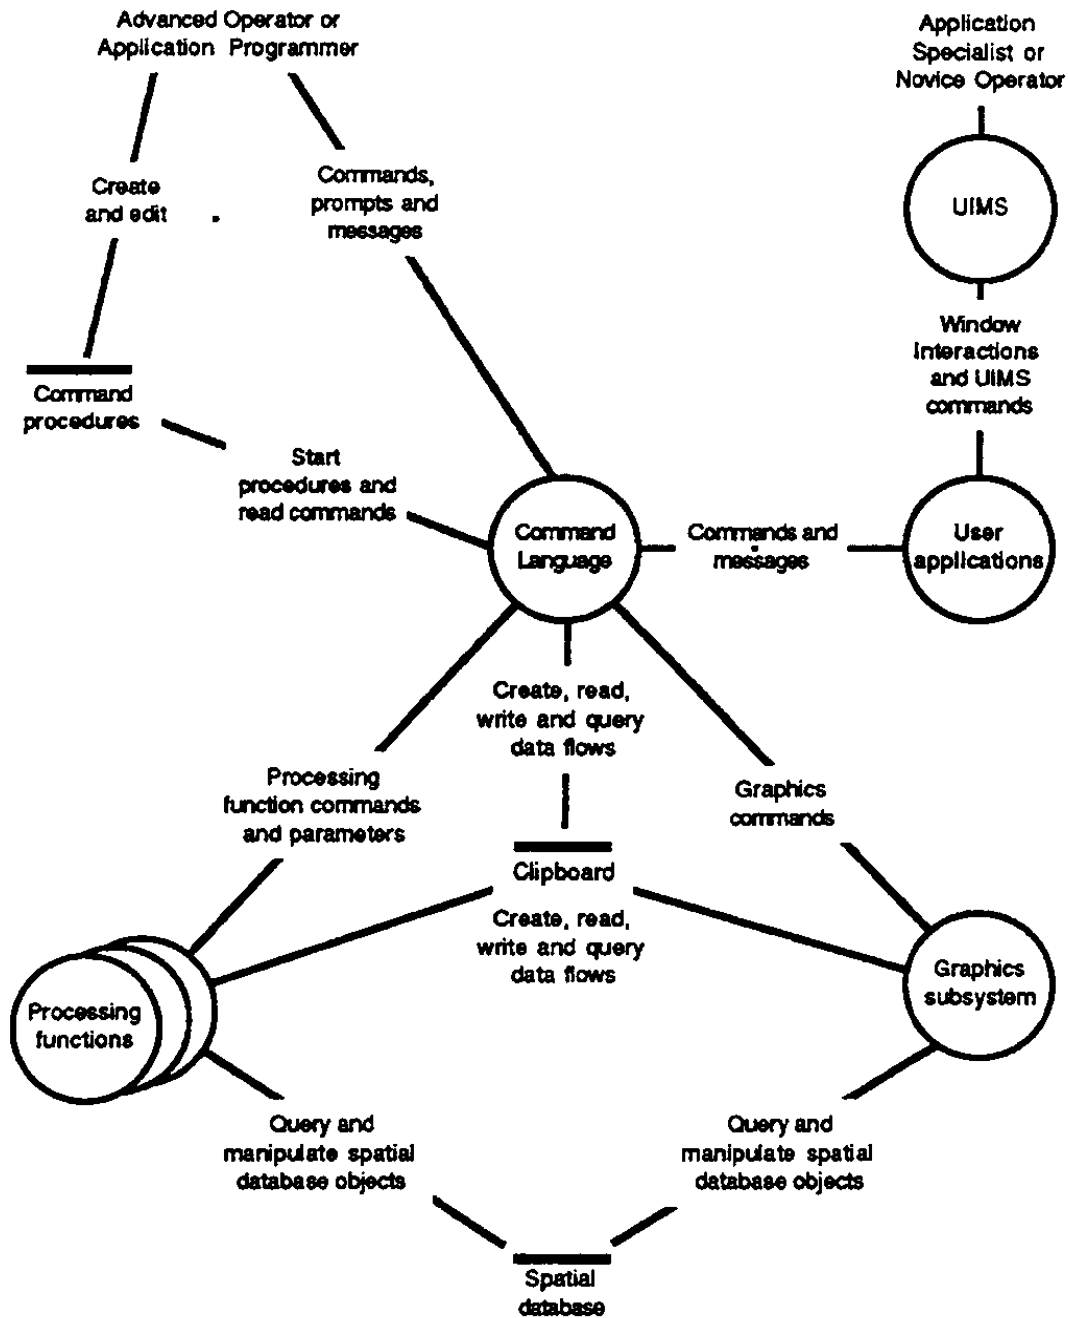 Advanced Operator or
Application Programmer
Application
Specialist or
Novice Operator
Create
and edit
Commands,
prompts and
messages
UIMS
Window
interactions
and UIMS
commands
Command
procedures
Start
procedures and
read commands
Command
Language
Commands and
messages
User
applications
Create, read,
write and query
data flows
Processing
function commands
and parameters
Graphics
commands
Clipboard
Create, read,
write and query
data flows
Processing
functions
Graphics
subsystem
Query and
manipulate spatial
database objects
Query and
manipulate spatial
database objects
Spatial
database